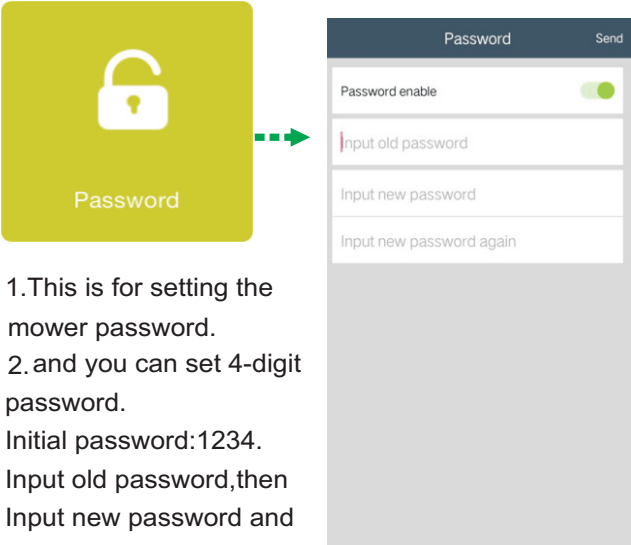 Password
Password
Send
Password enable
Input old password
Input new password
Input new password again
1.This is for setting the
mower password.
2.and you can set 4-digit
password.
Initial password:1234.
Input old password,then
Input new password and